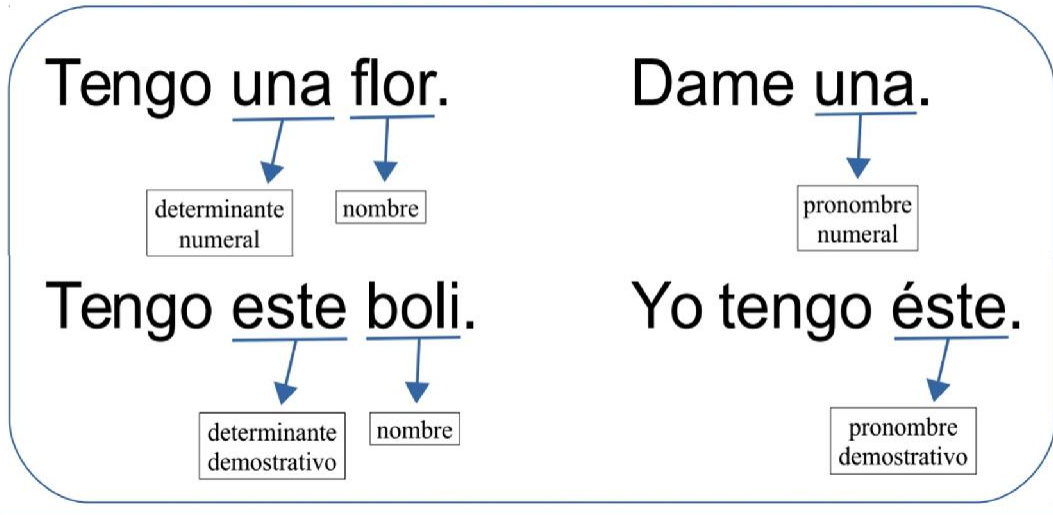 Tengo una flor.
Dame una.
determinante
numeral
nombre
pronombre
numeral
Tengo este boli.
Yo tengo éste.
determinante
demostrativo
nombre
pronombre
demostrativo